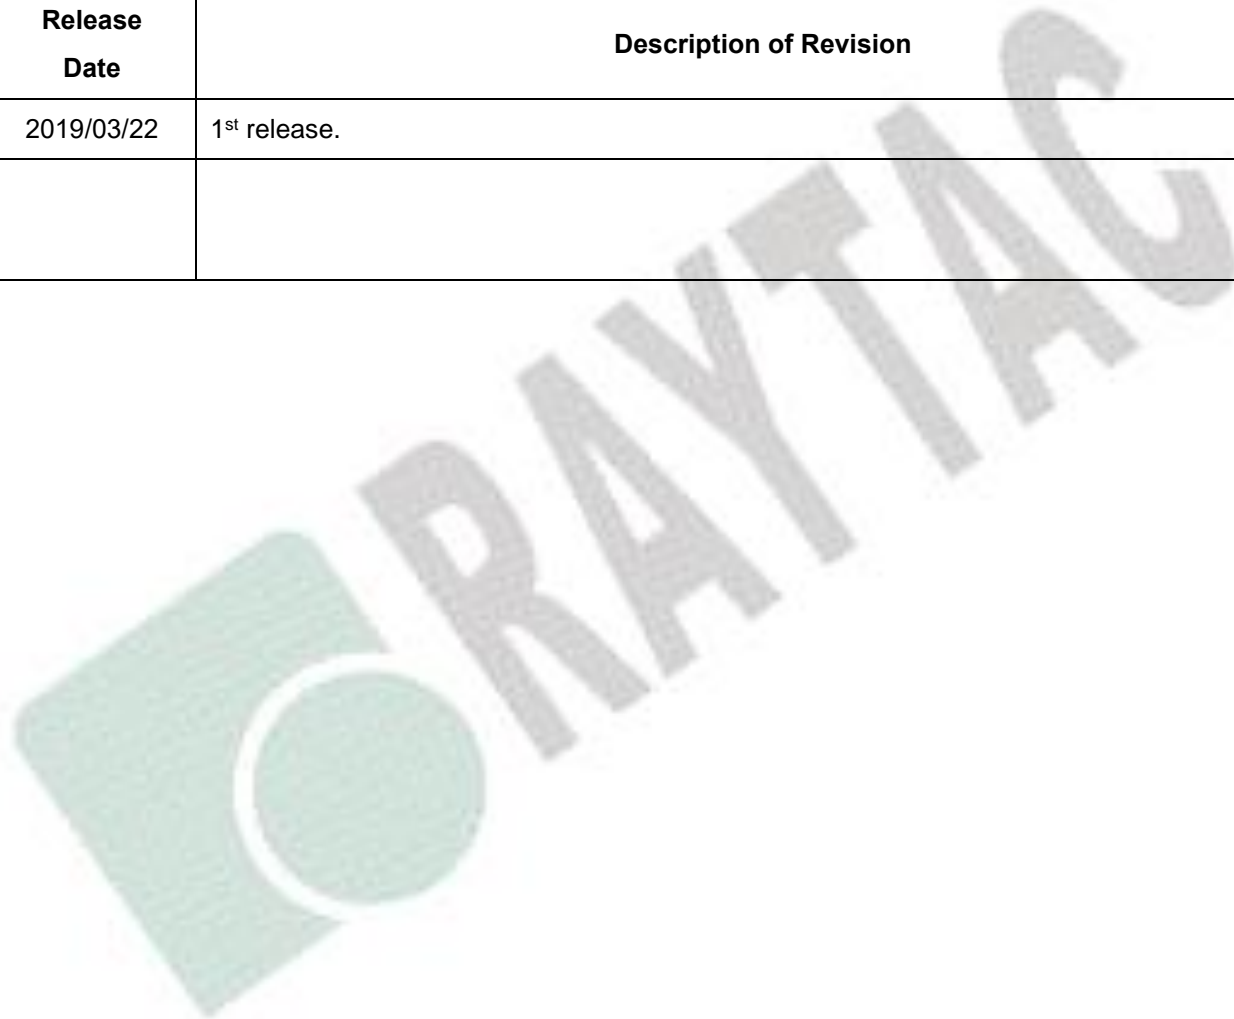 Release
Date
Description of Revision
2019/03/22
1st release.
RAYTAC